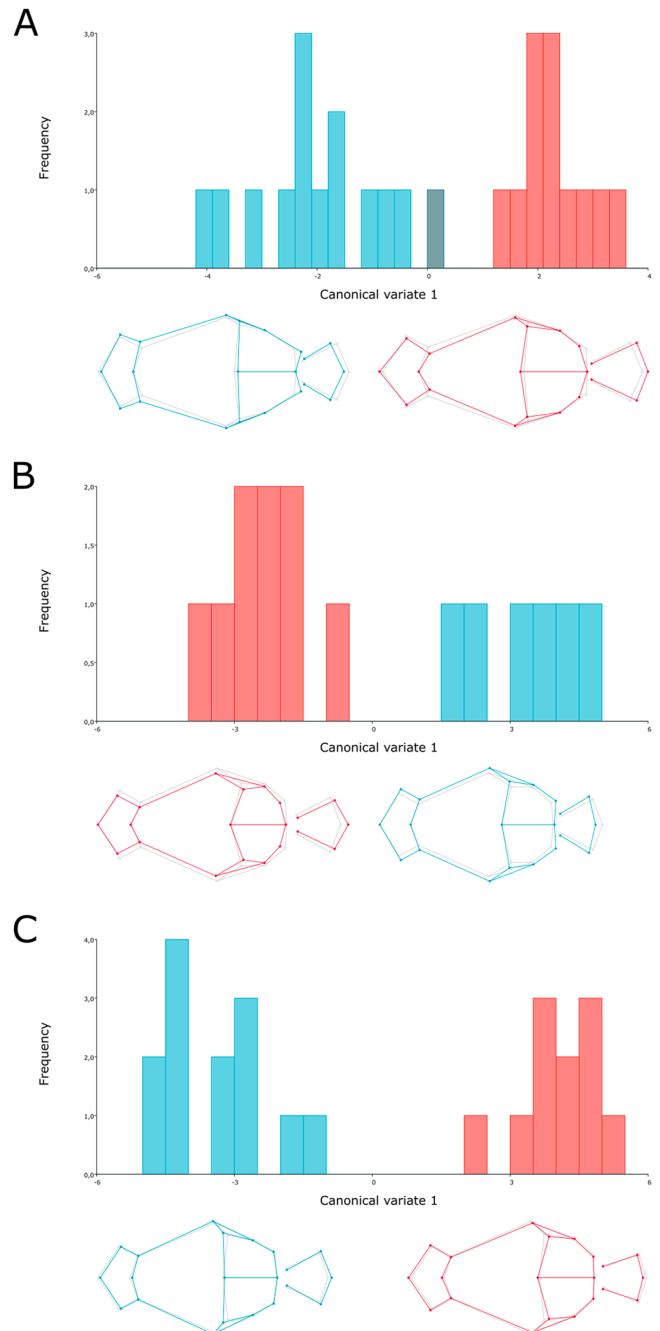 A
3,0
2,0
1,0
0,0
Frequency
-6 -4 -2 0 2 4
Canonical variate 1
B
2,0
1,5
1,0
0,5
0,0
Frequency
-6 -3 0 3 6
Canonical variate 1
C
4,0
3,0
2,0
1,0
0,0
Frequency
-6 -3 0 3 6
Canonical variate 1